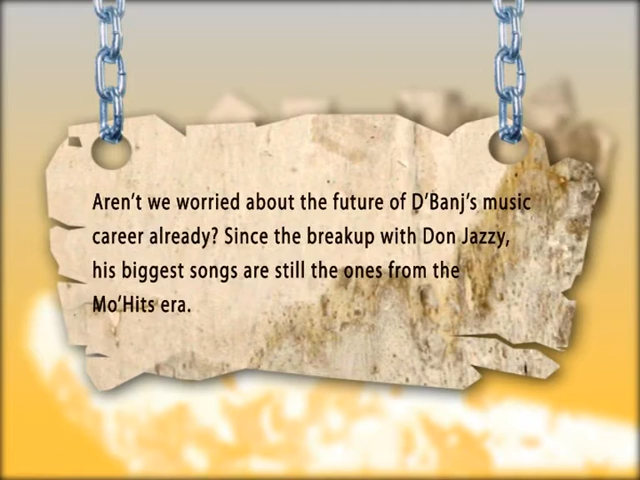 Aren't we worried about the future of D'Banj's music
career already? Since the breakup with Don Jazzy,
his biggest songs are still the ones from the
Mo'Hits era.